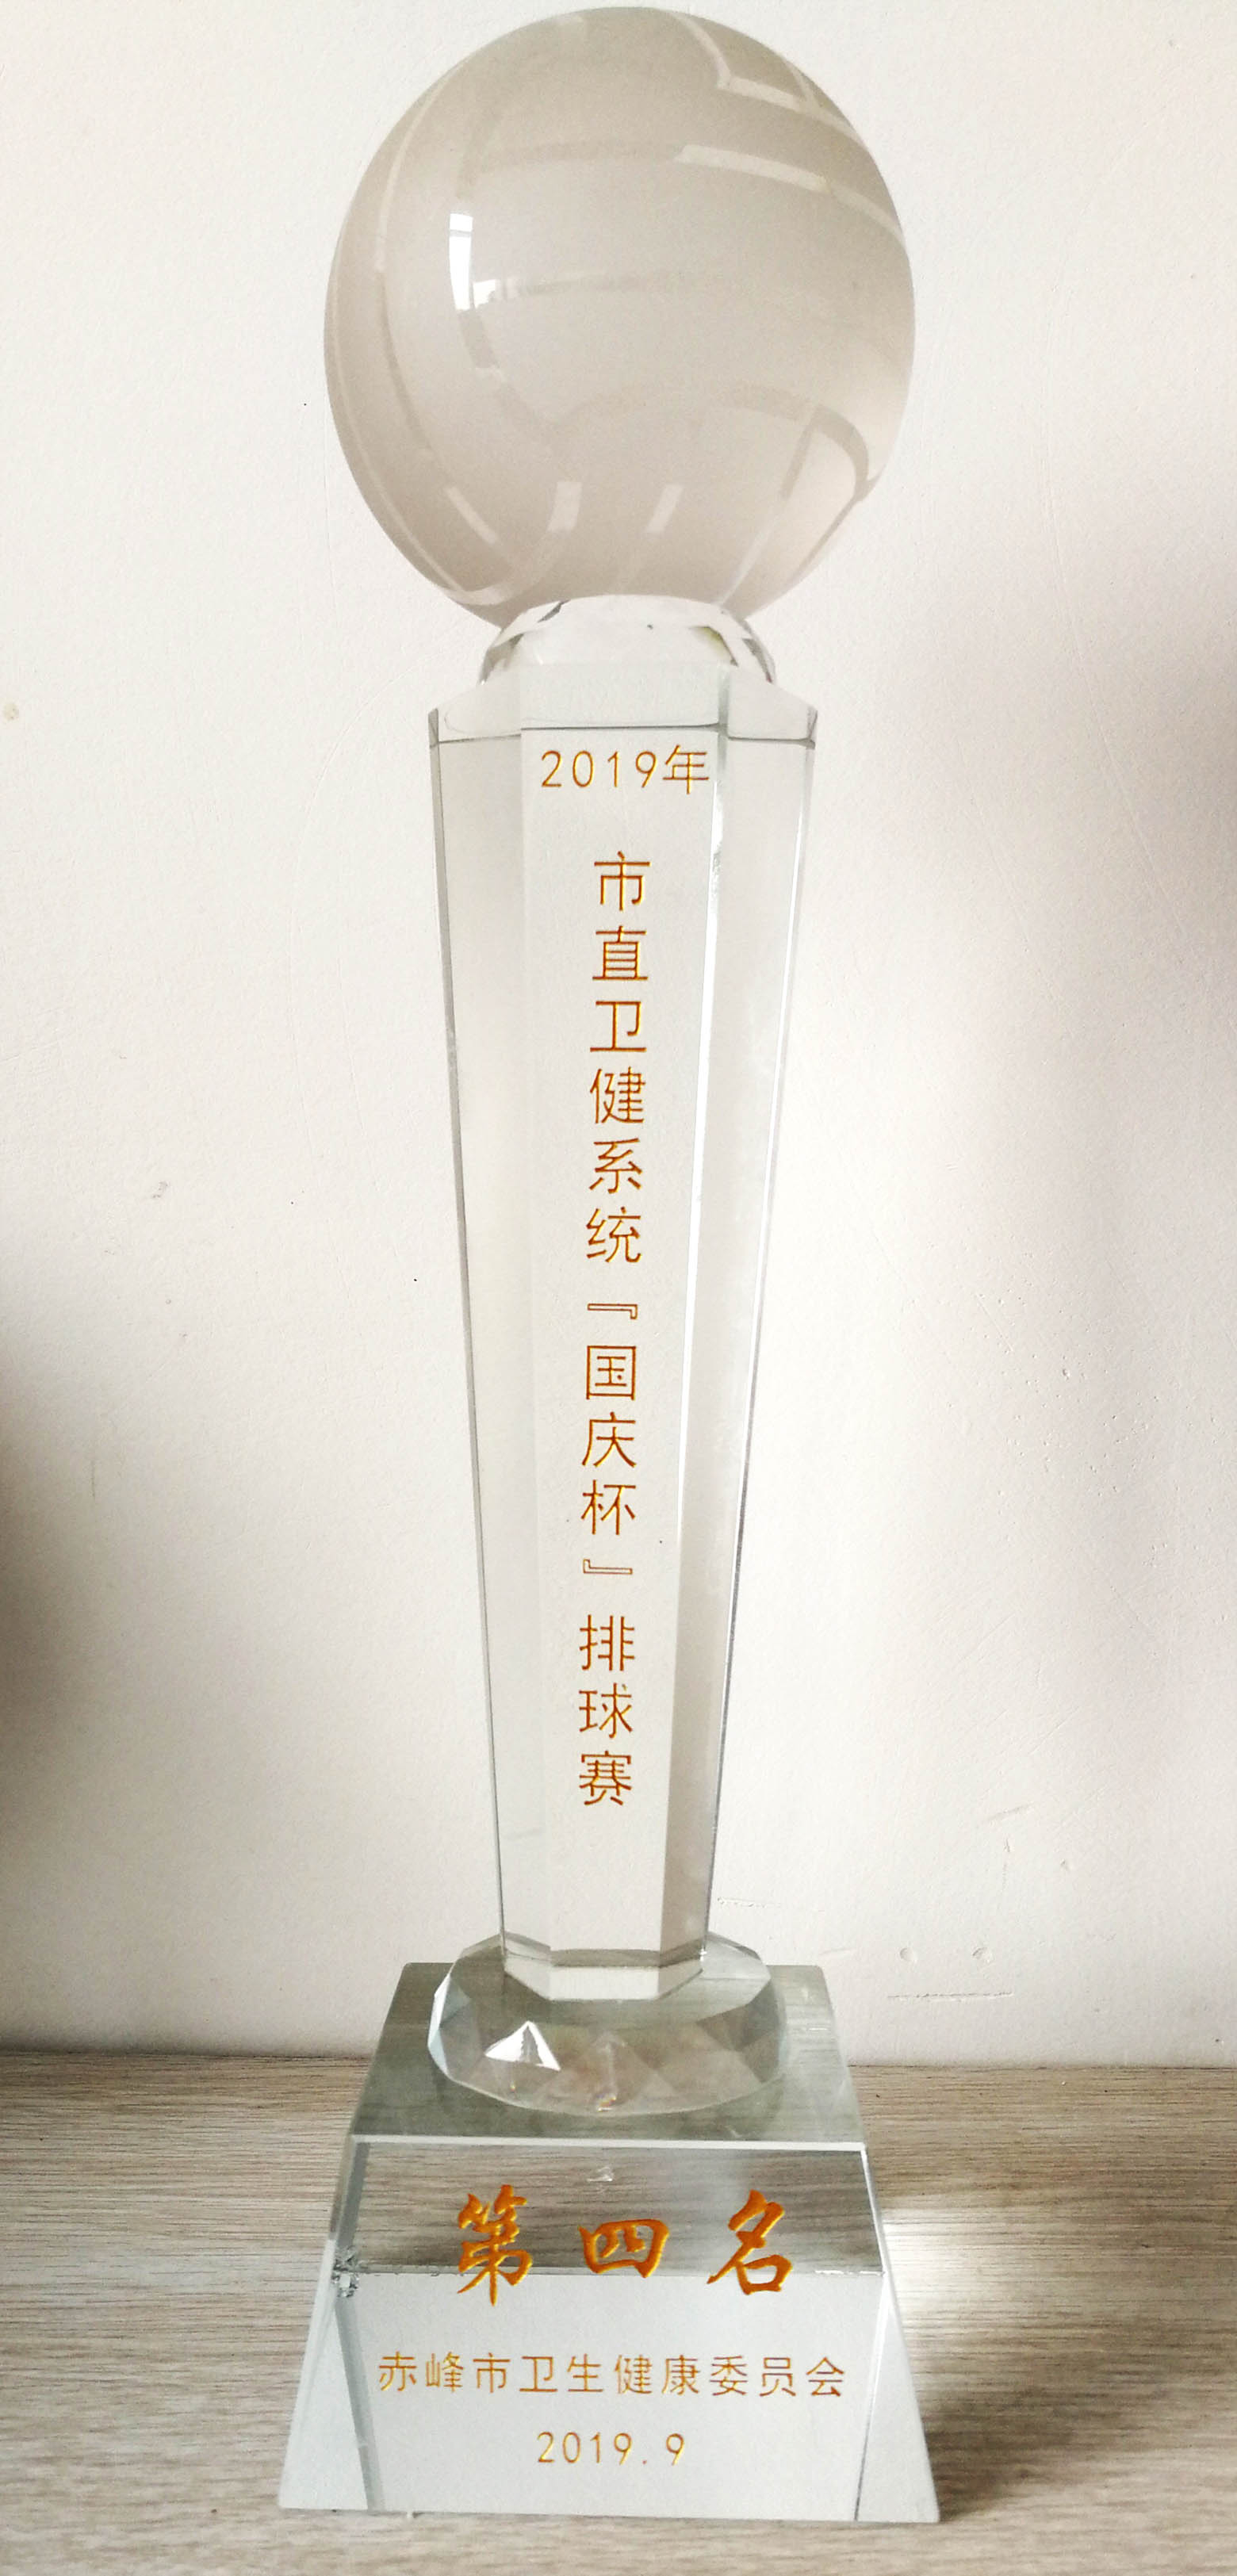 2019年
市直卫健系统『国庆杯』排球赛
第四名
赤峰市卫生健康委员会
2019.9